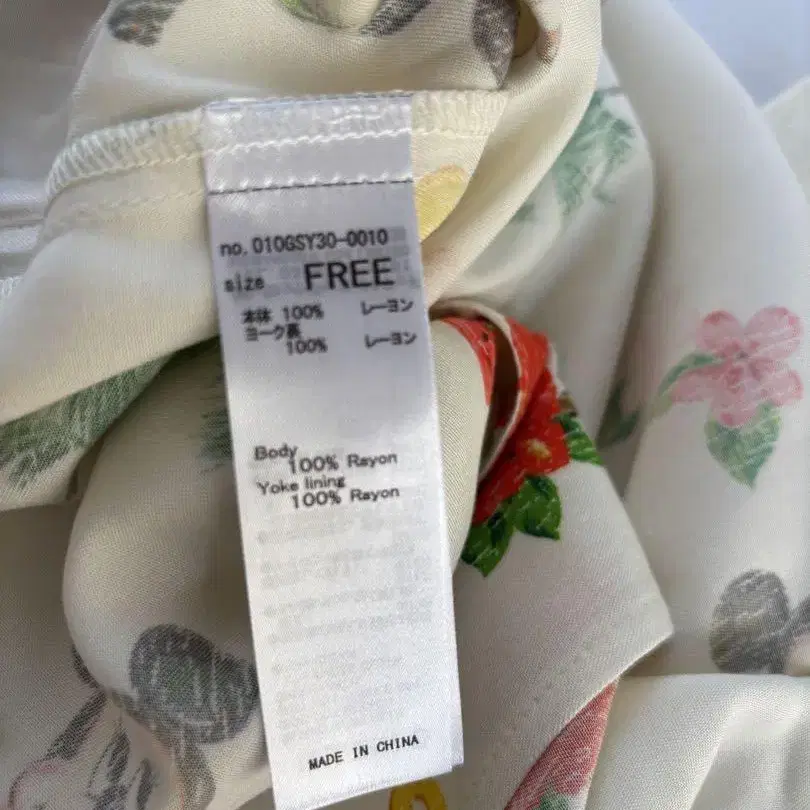 no. 010GSY30-0010
size FREE
本体 100% レーヨン
ヨーク裏
100% レーヨン
Body
100% Rayon
Yoke lining
100% Rayon
MADE IN CHINA